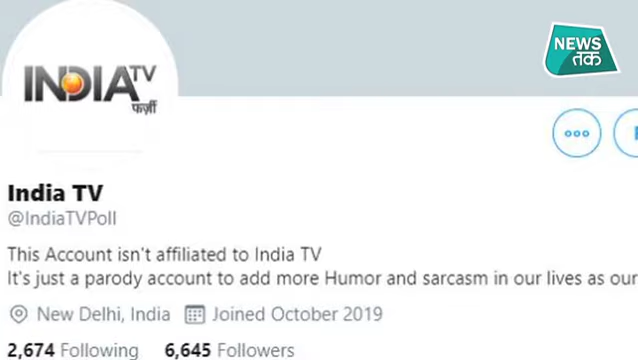 NEWS
तक
INDIA TV
फर्ज़ी
India TV
@IndiaTVPoll
This Account isn't affiliated to India TV
It's just a parody account to add more Humor and sarcasm in our lives as our
New Delhi, India Joined October 2019
2,674 Following 6,645 Followers